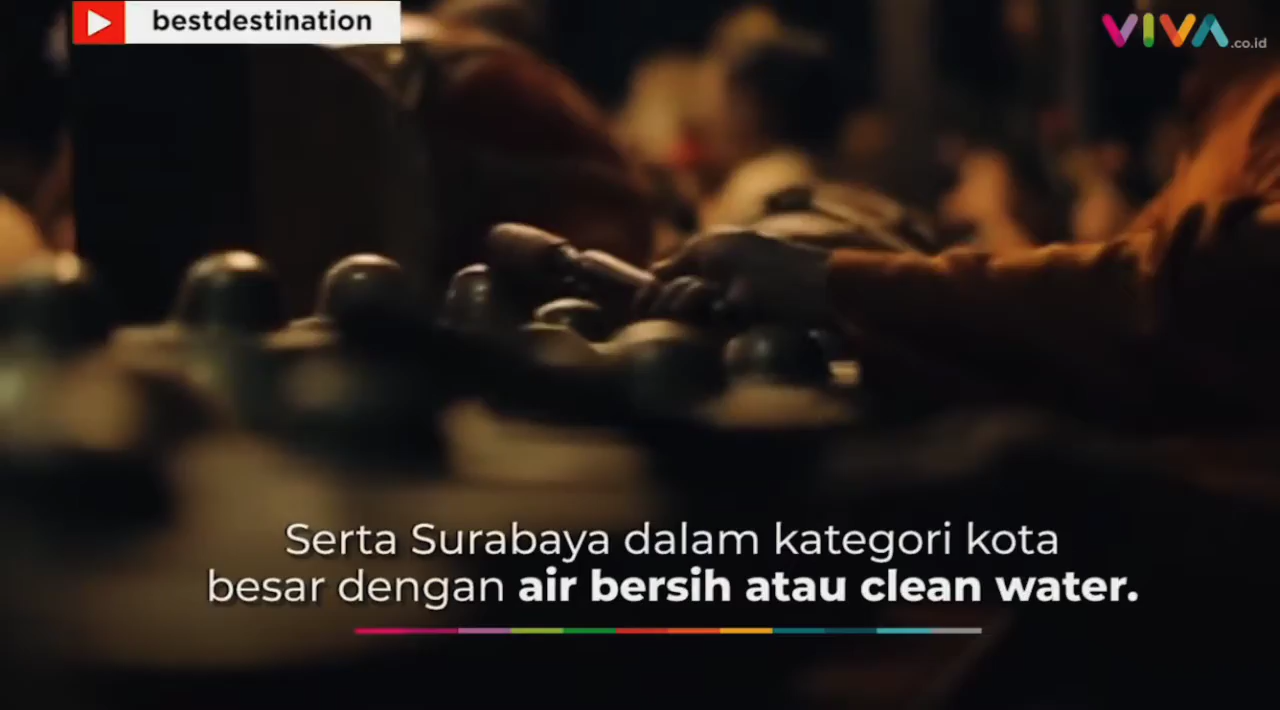 bestdestination
VIVA.co.id
Serta Surabaya dalam kategori kota
besar dengan air bersih atau clean water.